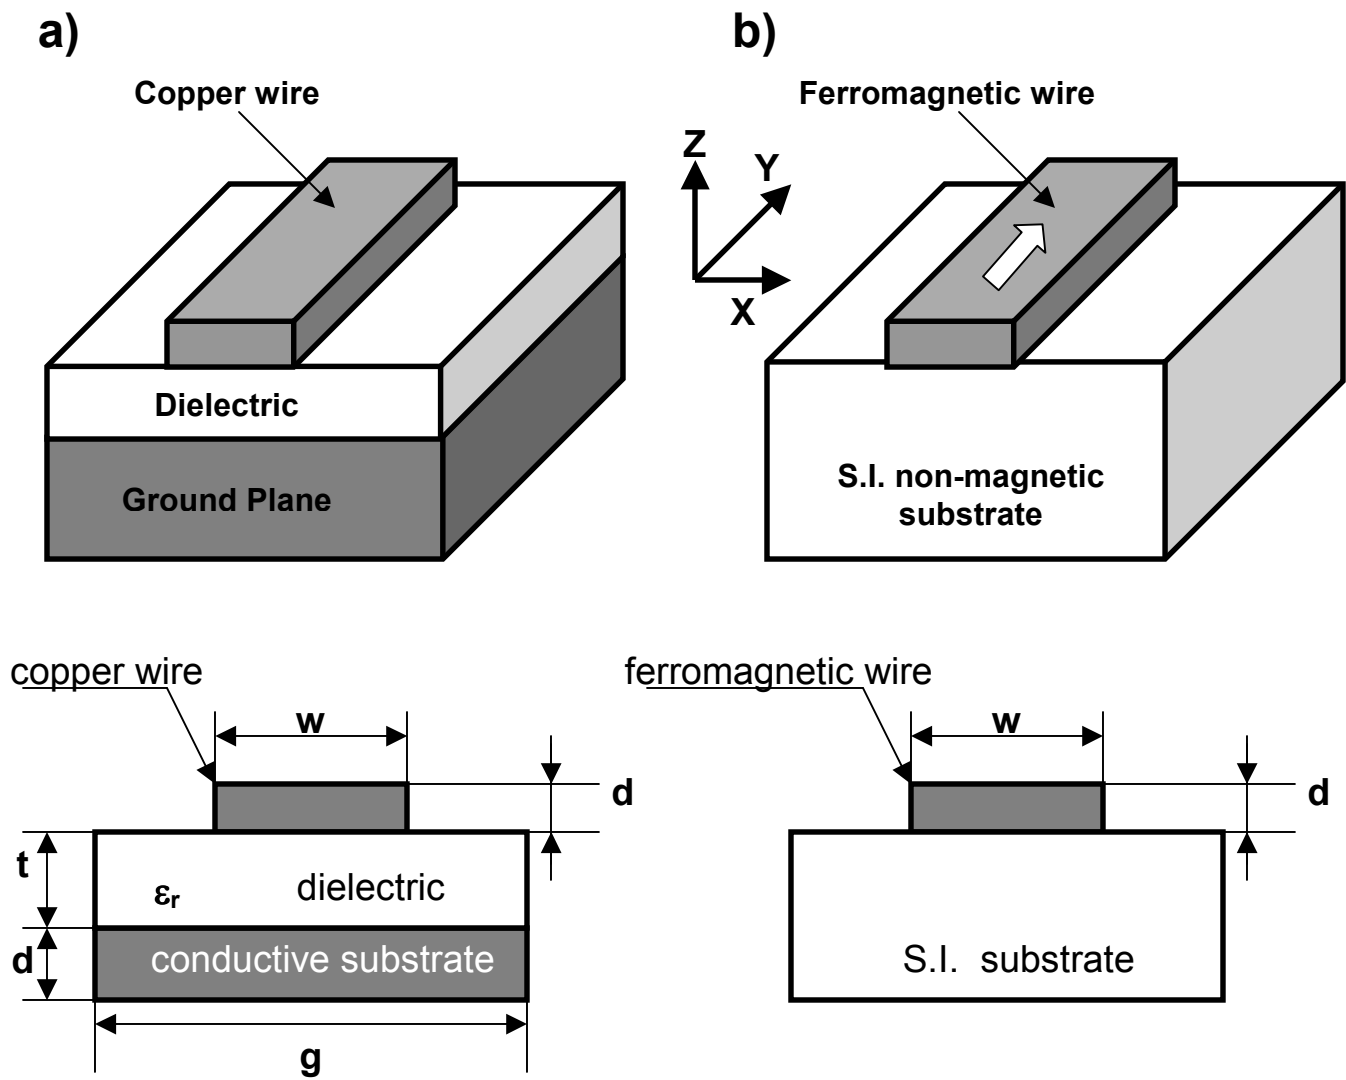 a)
Copper wire
Dielectric
Ground Plane
b)
Ferromagnetic wire
Z
Y
X
S.I. non-magnetic
substrate
copper wire
w
d
t
εr
dielectric
d
conductive substrate
g
ferromagnetic wire
w
d
S.I. substrate